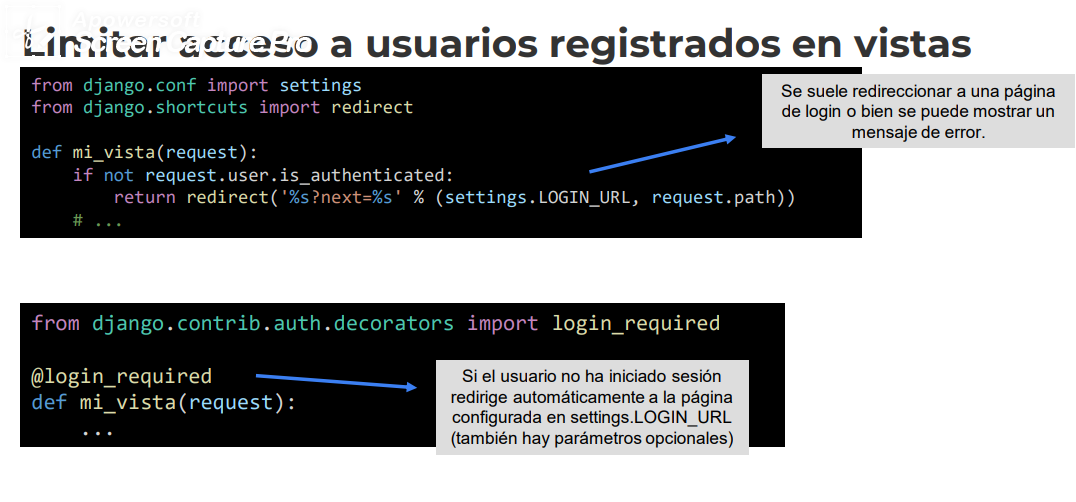 Apowersoft
Screen Capture Pro
Limitar acceso a usuarios registrados en vistas
from django.conf import settings
from django.shortcuts import redirect
def mi_vista(request):
if not request.user.is_authenticated:
return redirect('%s?next=%s' % (settings.LOGIN_URL, request.path))
# ...
Se suele redireccionar a una página
de login o bien se puede mostrar un
mensaje de error.
from django.contrib.auth.decorators import login_required
@login_required
def mi_vista(request):
...
Si el usuario no ha iniciado sesión
redirige automáticamente a la página
configurada en settings.LOGIN_URL
(también hay parámetros opcionales)